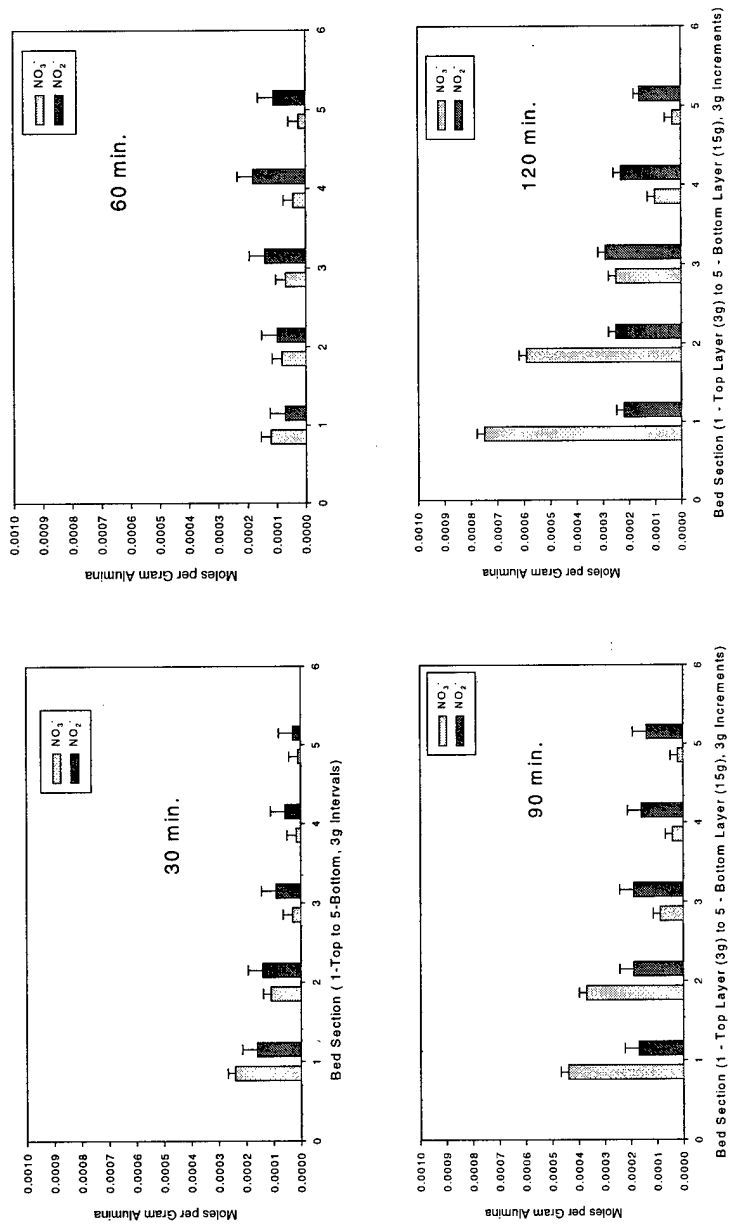 30 min.
NO₃⁻
NO₂⁻
Moles per Gram Alumina
0.0010
0.0009
0.0008
0.0007
0.0006
0.0005
0.0004
0.0003
0.0002
0.0001
0.0000
0 1 2 3 4 5 6
Bed Section ( 1-Top to 5-Bottom, 3g Intervals)
60 min.
NO₃⁻
NO₂⁻
Moles per Gram Alumina
0.0010
0.0009
0.0008
0.0007
0.0006
0.0005
0.0004
0.0003
0.0002
0.0001
0.0000
0 1 2 3 4 5 6
90 min.
NO₃⁻
NO₂⁻
Moles per Gram Alumina
0.0010
0.0009
0.0008
0.0007
0.0006
0.0005
0.0004
0.0003
0.0002
0.0001
0.0000
0 1 2 3 4 5 6
Bed Section (1 - Top Layer (3g) to 5 - Bottom Layer (15g), 3g Increments)
120 min.
NO₃⁻
NO₂⁻
Moles per Gram Alumina
0.0010
0.0009
0.0008
0.0007
0.0006
0.0005
0.0004
0.0003
0.0002
0.0001
0.0000
0 1 2 3 4 5 6
Bed Section (1 - Top Layer (3g) to 5 - Bottom Layer (15g), 3g Increments)